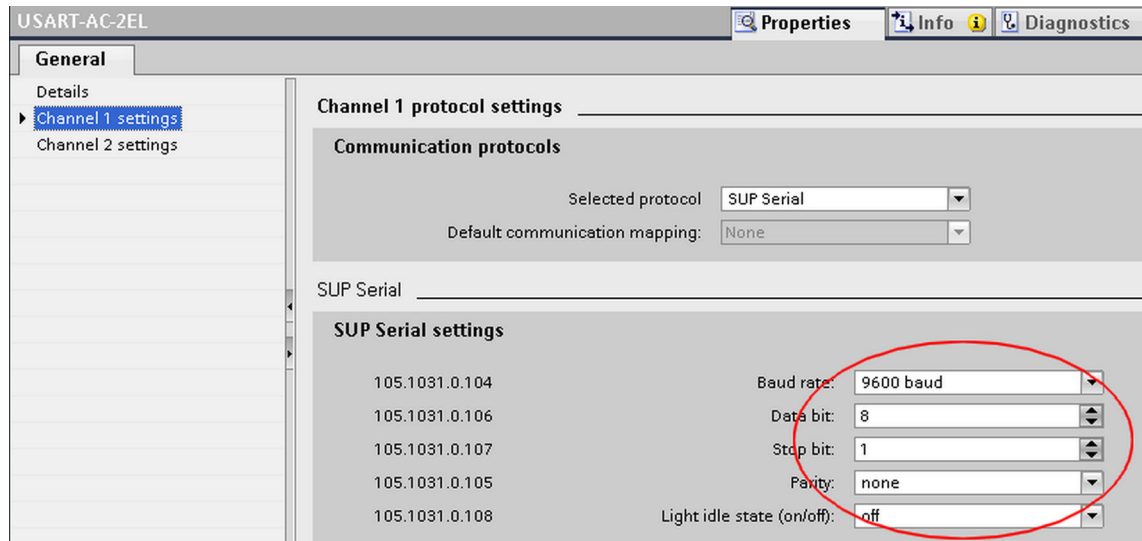 USART-AC-2EL
Properties
Info
Diagnostics
General
Details
Channel 1 settings
Channel 2 settings
Channel 1 protocol settings
Communication protocols
Selected protocol SUP Serial
Default communication mapping: None
SUP Serial
SUP Serial settings
105.1031.0.104 Baud rate: 9600 baud
105.1031.0.106 Data bit: 8
105.1031.0.107 Stop bit: 1
105.1031.0.105 Parity: none
105.1031.0.108 Light idle state (on/off): off